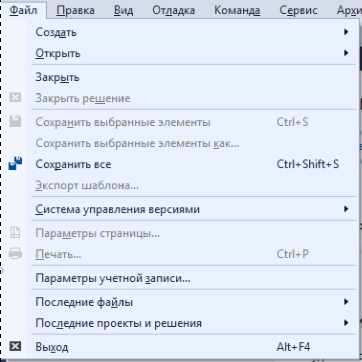 Файл Правка Вид Отладка Команда Сервис
Создать
Открыть
Закрыть
Закрыть решение
Сохранить выбранные элементы Ctrl+S
Сохранить выбранные элементы как...
Сохранить все Ctrl+Shift+S
Экспорт шаблона...
Система управления версиями
Параметры страницы...
Печать... Ctrl+P
Параметры учетной записи...
Последние файлы
Последние проекты и решения
Выход Alt+F4